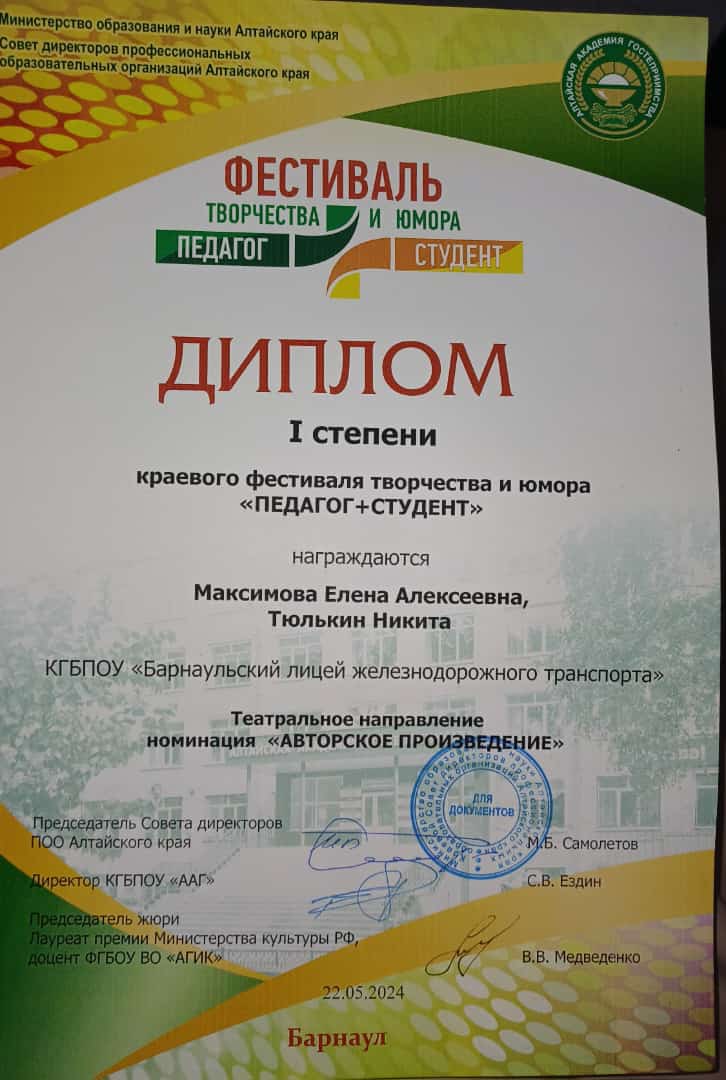 Министерство образования и науки Алтайского края
Совет директоров профессиональных
образовательных организаций Алтайского края
АЛТАЙСКАЯ АКАДЕМИЯ ГОСТЕПРИИМСТВА
ФЕСТИВАЛЬ
ТВОРЧЕСТВА И ЮМОРА
ПЕДАГОГ СТУДЕНТ
ДИПЛОМ
I степени
краевого фестиваля творчества и юмора
«ПЕДАГОГ+СТУДЕНТ»
награждаются
Максимова Елена Алексеевна,
Тюлькин Никита
КГБПОУ «Барнаульский лицей железнодорожного транспорта»
Театральное направление
номинация «АВТОРСКОЕ ПРОИЗВЕДЕНИЕ»
ДЛЯ
ДОКУМЕНТОВ
Председатель Совета директоров
ПОО Алтайского края М.Б. Самолетов
Директор КГБПОУ «ААГ» С.В. Ездин
Председатель жюри
Лауреат премии Министерства культуры РФ,
доцент ФГБОУ ВО «АГИК» В.В. Медведенко
22.05.2024
Барнаул